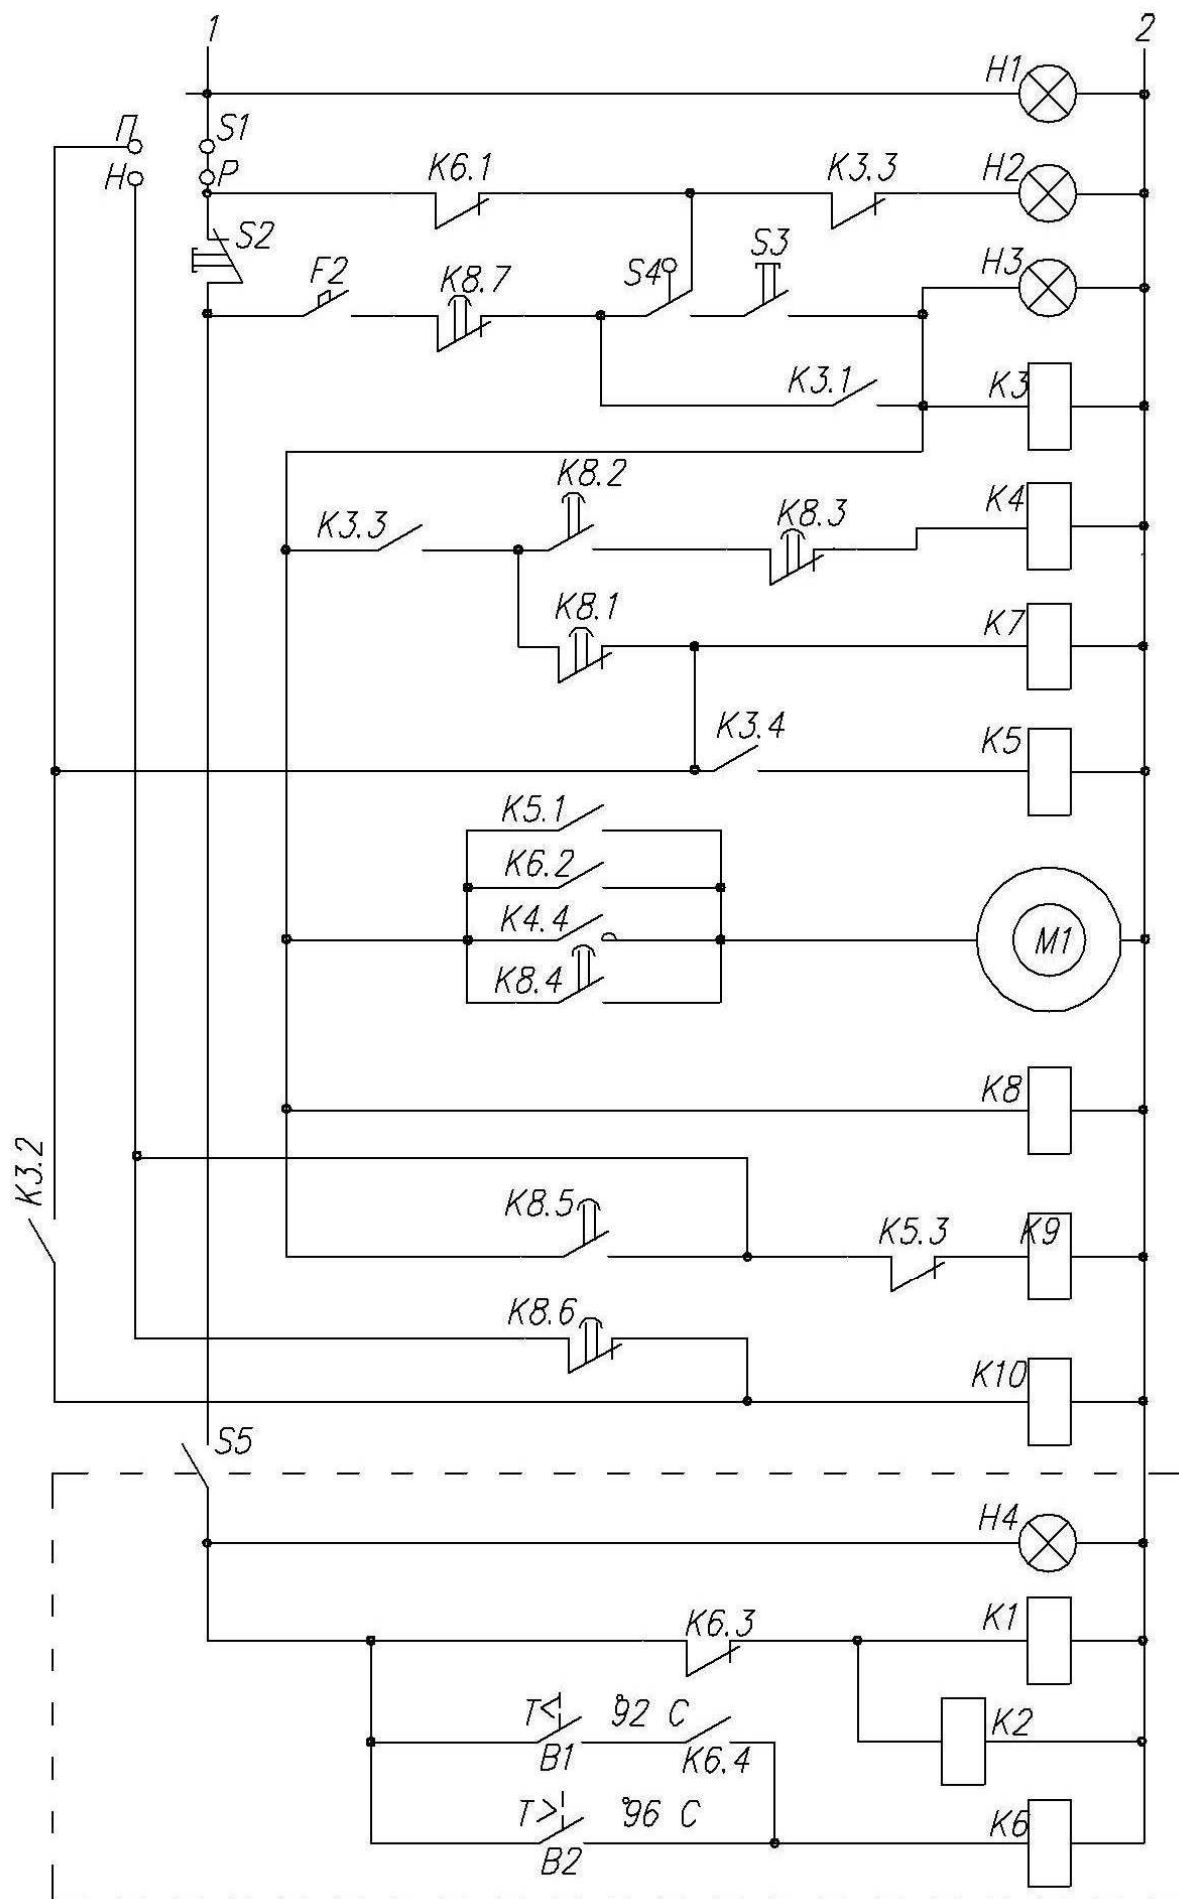 1 2
H1
П S1
Н Р K6.1 K3.3 H2
S2 F2 K8.7 S4 S3 H3
K3.1 K3
K8.2
K3.3 K8.3 K4
K8.1 K7
K3.4 K5
K5.1
K6.2
K4.4 M1
K8.4
K8
K3.2
K8.5 K5.3 K9
K8.6
K10
S5
H4
K6.3 K1
T< °92 C K2
B1 K6.4
T> °96 C K6
B2